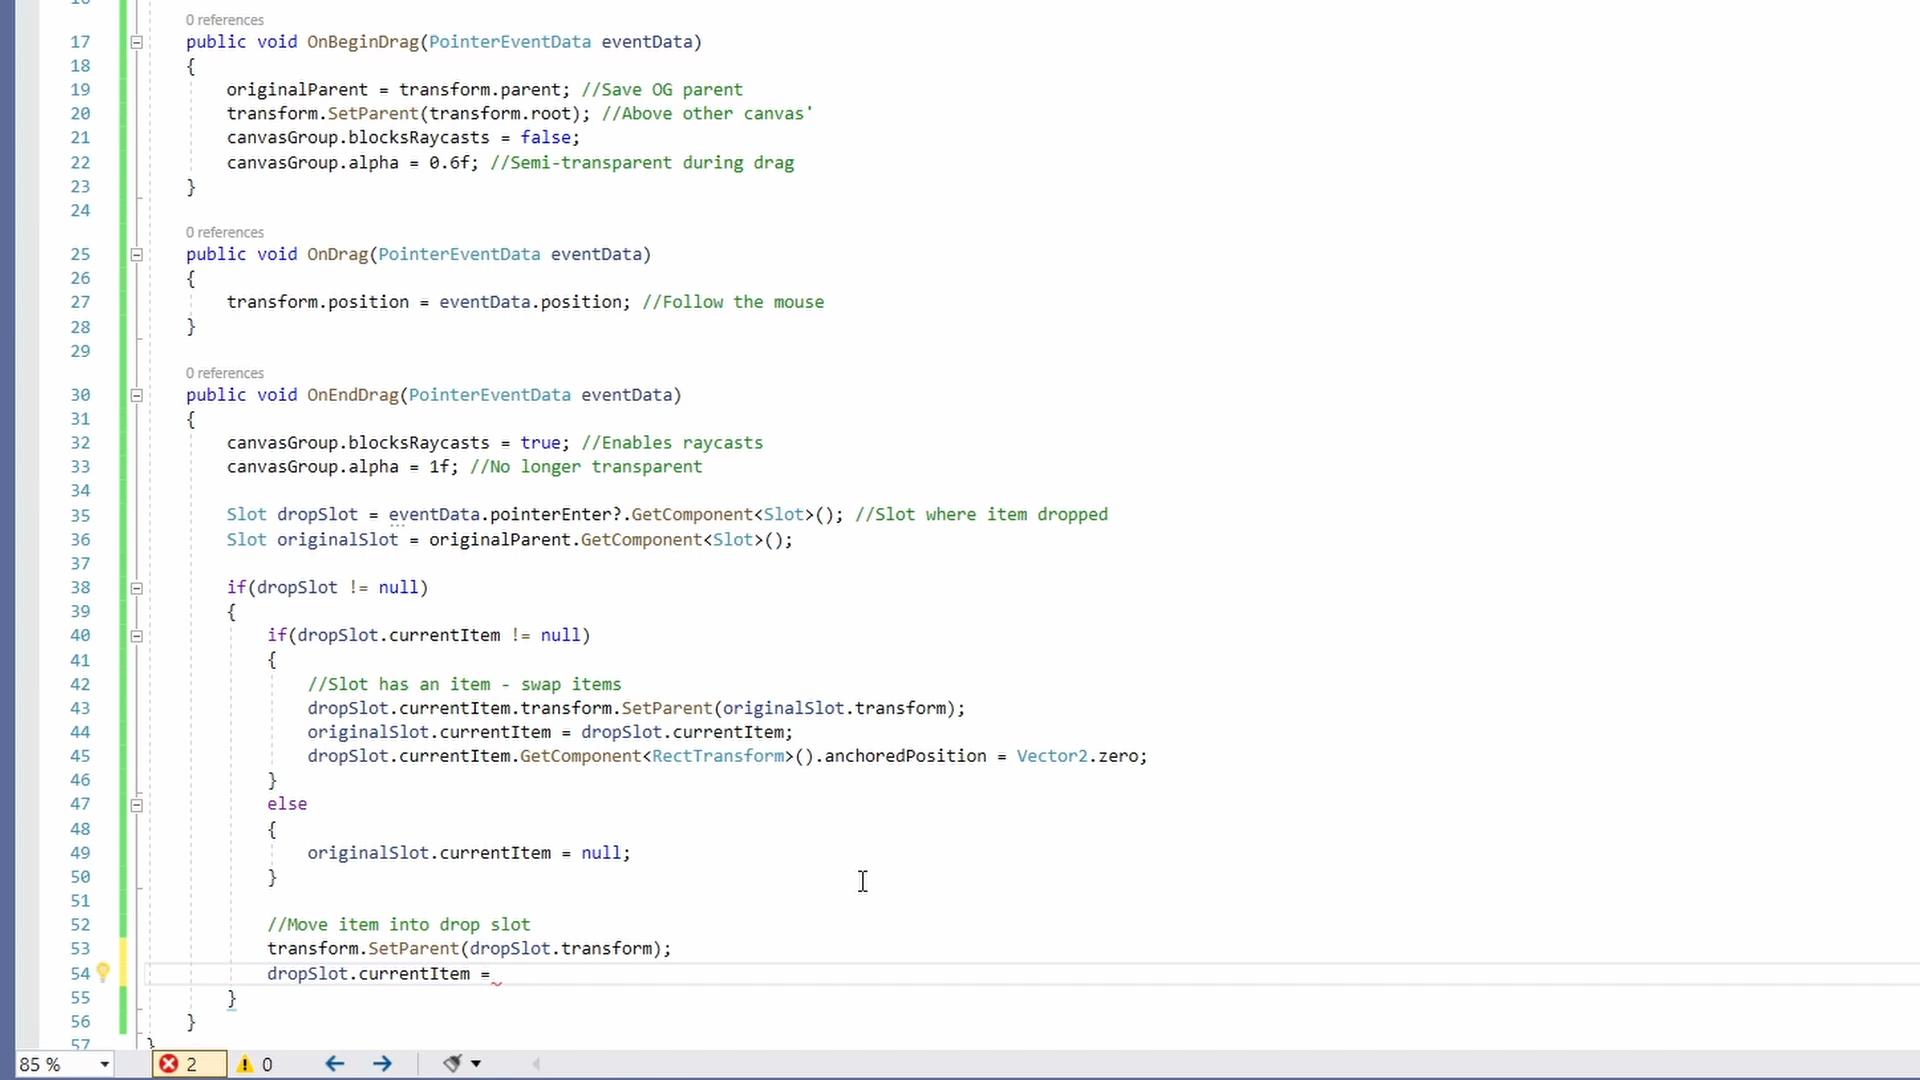 16
0 references
17 public void OnBeginDrag(PointerEventData eventData)
18 {
19 originalParent = transform.parent; //Save OG parent
20 transform.SetParent(transform.root); //Above other canvas'
21 canvasGroup.blocksRaycasts = false;
22 canvasGroup.alpha = 0.6f; //Semi-transparent during drag
23 }
24
0 references
25 public void OnDrag(PointerEventData eventData)
26 {
27 transform.position = eventData.position; //Follow the mouse
28 }
29
0 references
30 public void OnEndDrag(PointerEventData eventData)
31 {
32 canvasGroup.blocksRaycasts = true; //Enables raycasts
33 canvasGroup.alpha = 1f; //No longer transparent
34
35 Slot dropSlot = eventData.pointerEnter?.GetComponent<Slot>(); //Slot where item dropped
36 Slot originalSlot = originalParent.GetComponent<Slot>();
37
38 if(dropSlot != null)
39 {
40 if(dropSlot.currentItem != null)
41 {
42 //Slot has an item - swap items
43 dropSlot.currentItem.transform.SetParent(originalSlot.transform);
44 originalSlot.currentItem = dropSlot.currentItem;
45 dropSlot.currentItem.GetComponent<RectTransform>().anchoredPosition = Vector2.zero;
46 }
47 else
48 {
49 originalSlot.currentItem = null;
50 }
51
52 //Move item into drop slot
53 transform.SetParent(dropSlot.transform);
54 dropSlot.currentItem =
55 }
56 }
57 }
85 % 2 0